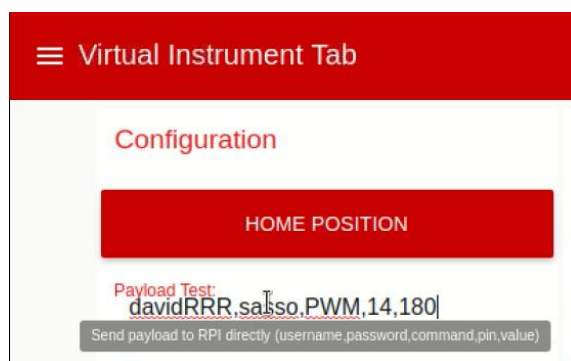 Virtual Instrument Tab
Configuration
HOME POSITION
Payload Test:
davidRRR,sasso,PWM,14,180
Send payload to RPI directly (username,password,command,pin,value)